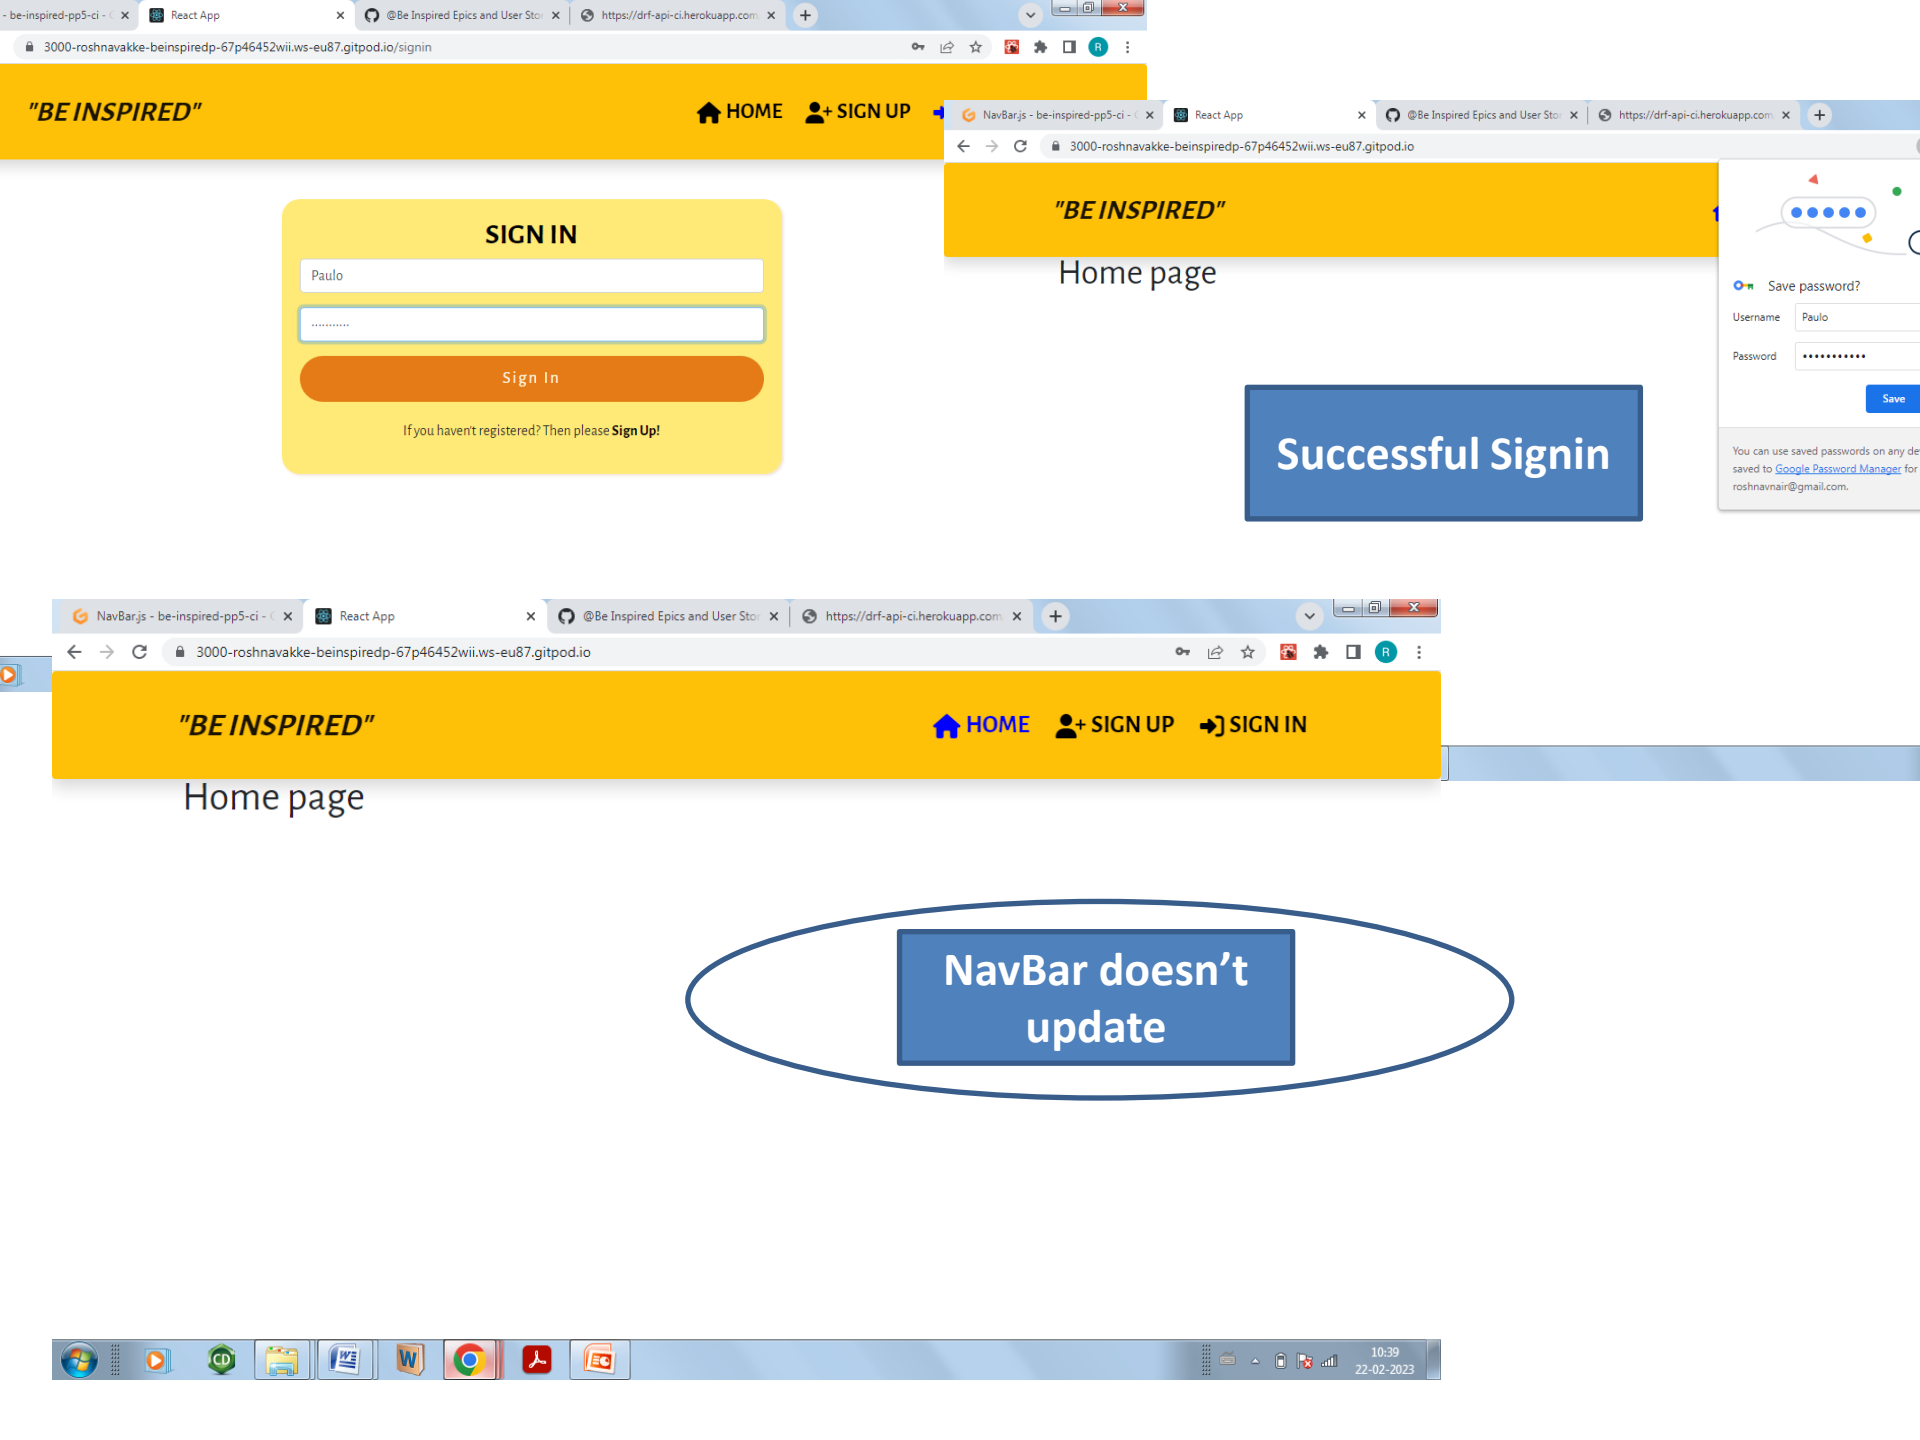 - be-inspired-pp5-ci - React App @Be Inspired Epics and User Stor https://drf-api-ci.herokuapp.com
3000-roshnavakke-beinspiredp-67p46452wii.ws-eu87.gitpod.io/signin
R
"BE INSPIRED" HOME SIGN UP
SIGN IN
Paulo
...........
Sign In
If you haven't registered? Then please Sign Up!
NavBar.js - be-inspired-pp5-ci - React App @Be Inspired Epics and User Stor https://drf-api-ci.herokuapp.com
3000-roshnavakke-beinspiredp-67p46452wii.ws-eu87.gitpod.io
"BE INSPIRED"
Home page
Save password?
Username Paulo
Password •••••••••••
Save
You can use saved passwords on any de
saved to Google Password Manager for
roshnavnair@gmail.com.
Successful Signin
NavBar.js - be-inspired-pp5-ci - React App @Be Inspired Epics and User Stor https://drf-api-ci.herokuapp.com
3000-roshnavakke-beinspiredp-67p46452wii.ws-eu87.gitpod.io
R
"BE INSPIRED" HOME SIGN UP SIGN IN
Home page
NavBar doesn’t
update
CD W W
10:39
22-02-2023